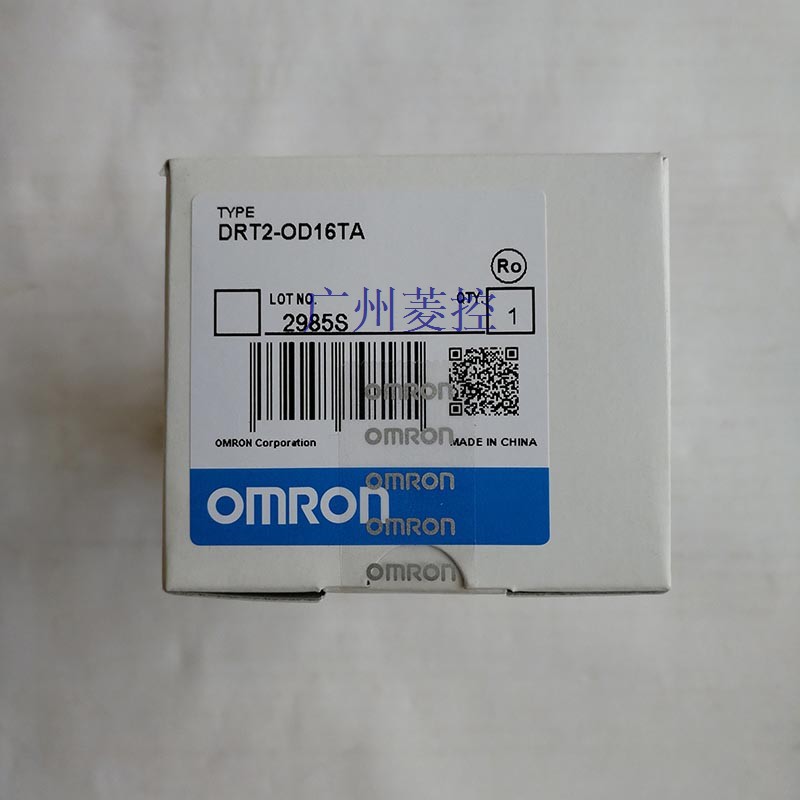 TYPE
DRT2-OD16TA
Ro
LOT NO.
QTY.
广州菱控
2985S
1
OMRON
OMRON Corporation
MADE IN CHINA
OMRON
OMRON
OMRON
OMRON
OMRON